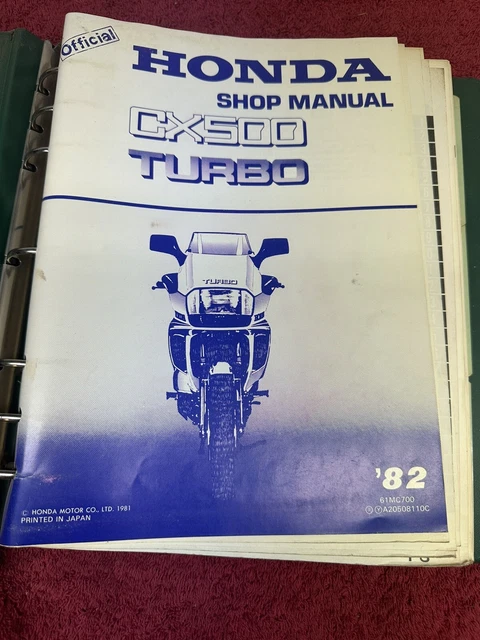 Official
HONDA
SHOP MANUAL
CX500
TURBO
TURBO
'82
61MC700
A20508110C
C. HONDA MOTOR CO., LTD. 1981
PRINTED IN JAPAN